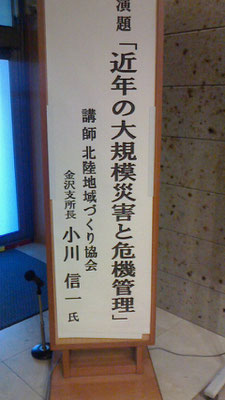 演題「近年の大規模災害と危機管理」
講師 北陸地域づくり協会
金沢支所長 小川 信一 氏